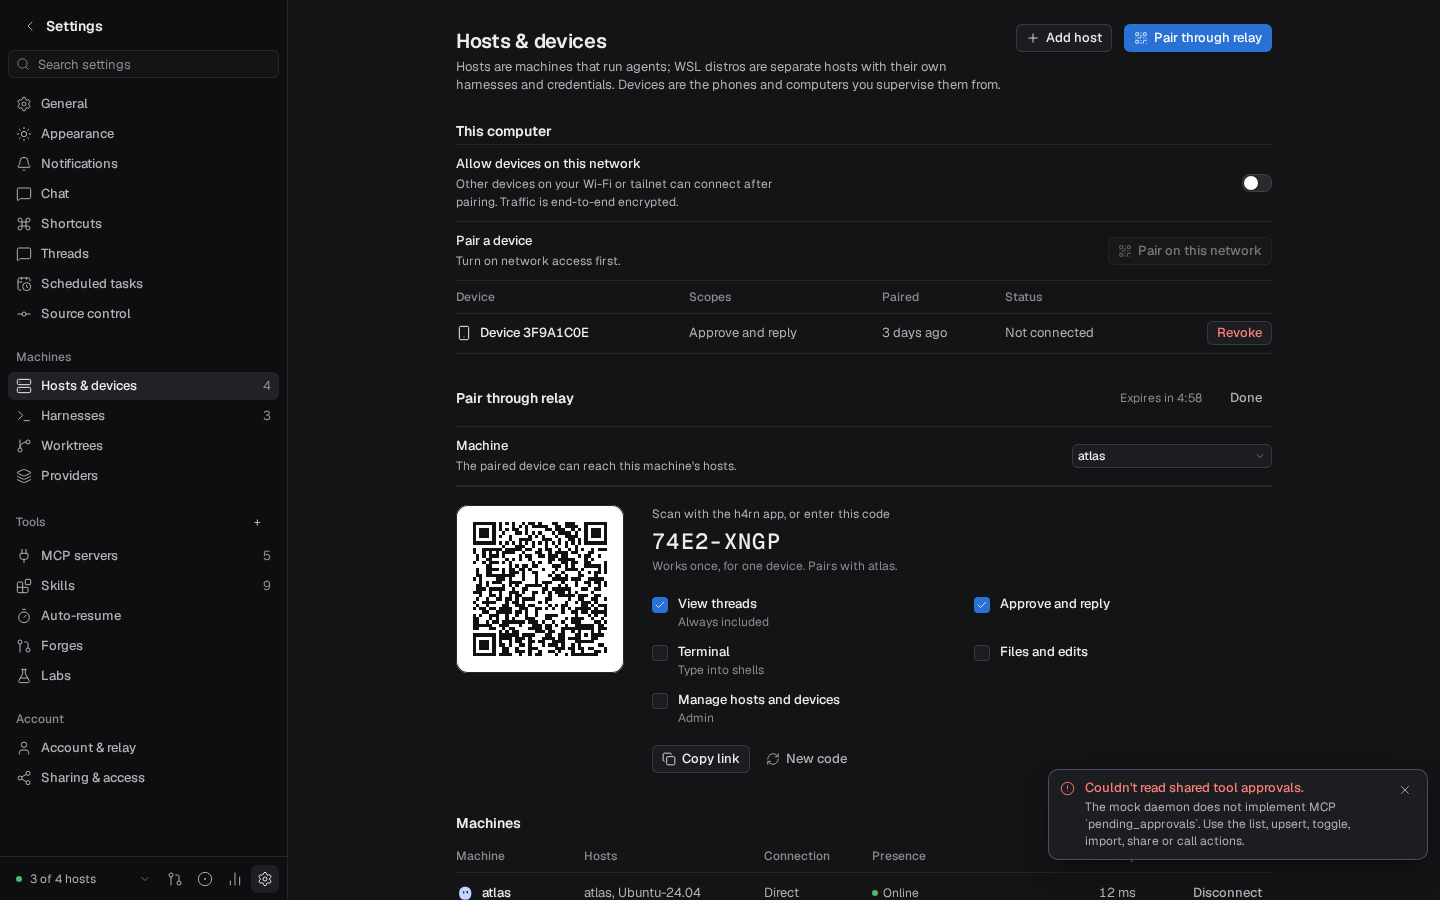 Settings
Search settings
General
Appearance
Notifications
Chat
Shortcuts
Threads
Scheduled tasks
Source control
Machines
Hosts & devices 4
Harnesses 3
Worktrees
Providers
Tools +
MCP servers 5
Skills 9
Auto-resume
Forges
Labs
Account
Account & relay
Sharing & access
3 of 4 hosts
Hosts & devices
Add host
Pair through relay
Hosts are machines that run agents; WSL distros are separate hosts with their own
harnesses and credentials. Devices are the phones and computers you supervise them from.
This computer
Allow devices on this network
Other devices on your Wi-Fi or tailnet can connect after
pairing. Traffic is end-to-end encrypted.
Pair a device
Turn on network access first.
Pair on this network
Device Scopes Paired Status
Device 3F9A1C0E Approve and reply 3 days ago Not connected Revoke
Pair through relay Expires in 4:58 Done
Machine
The paired device can reach this machine's hosts.
atlas
Scan with the h4rn app, or enter this code
74E2-XNGP
Works once, for one device. Pairs with atlas.
View threads
Always included
Approve and reply
Terminal
Type into shells
Files and edits
Manage hosts and devices
Admin
Copy link New code
Machines
Machine Hosts Connection Presence
atlas atlas, Ubuntu-24.04 Direct Online 12 ms Disconnect
Couldn't read shared tool approvals.
The mock daemon does not implement MCP
`pending_approvals`. Use the list, upsert, toggle,
import, share or call actions.